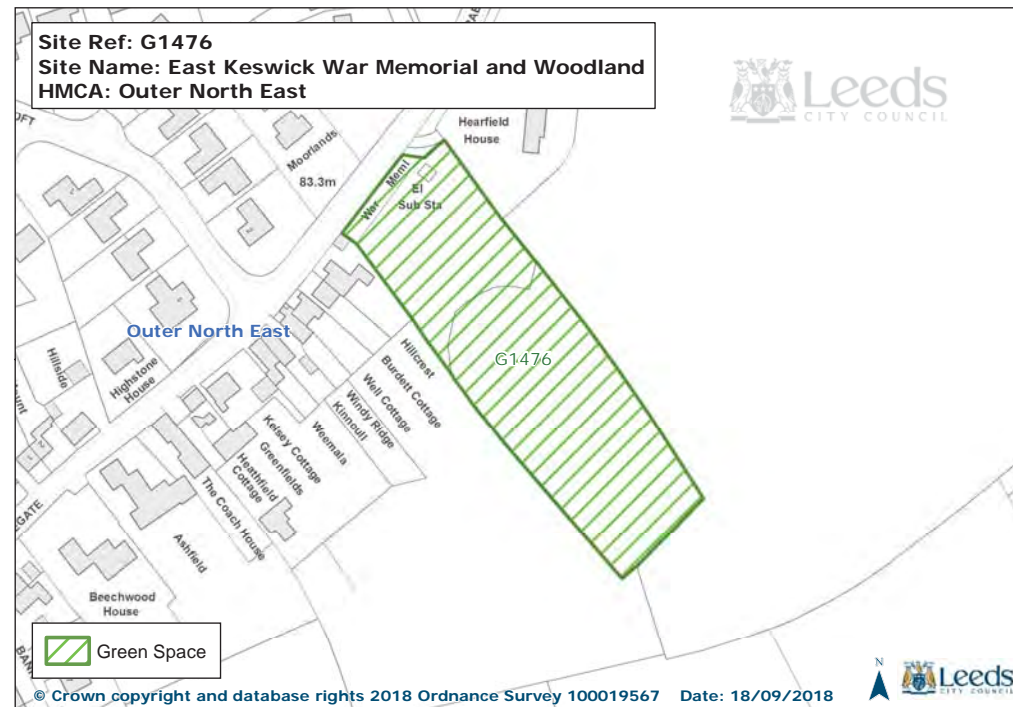 Site Ref: G1476
Site Name: East Keswick War Memorial and Woodland
HMCA: Outer North East
Leeds
CITY COUNCIL
Hearfield
House
OFT
Moorlands
83.3m
War Meml
El
Sub Sta
Outer North East
G1476
Hillside
Highstone
House
Hillcrest
Burdett Cottage
Well Cottage
Windy Ridge
Kinnoull
Weemala
Kelsey Cottage
Greenfields
Heathfield
Cottage
The Coach House
Ashfield
EGATE
Beechwood
House
BAN
Green Space
N
Leeds
CITY COUNCIL
© Crown copyright and database rights 2018 Ordnance Survey 100019567 Date: 18/09/2018